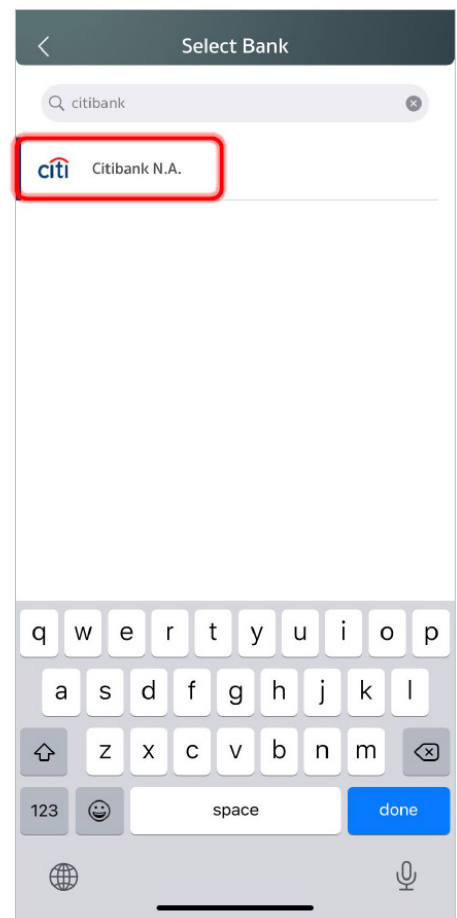 Select Bank
citibank
citi Citibank N.A.
q w e r t y u i o p
a s d f g h j k l
z x c v b n m
123 space done